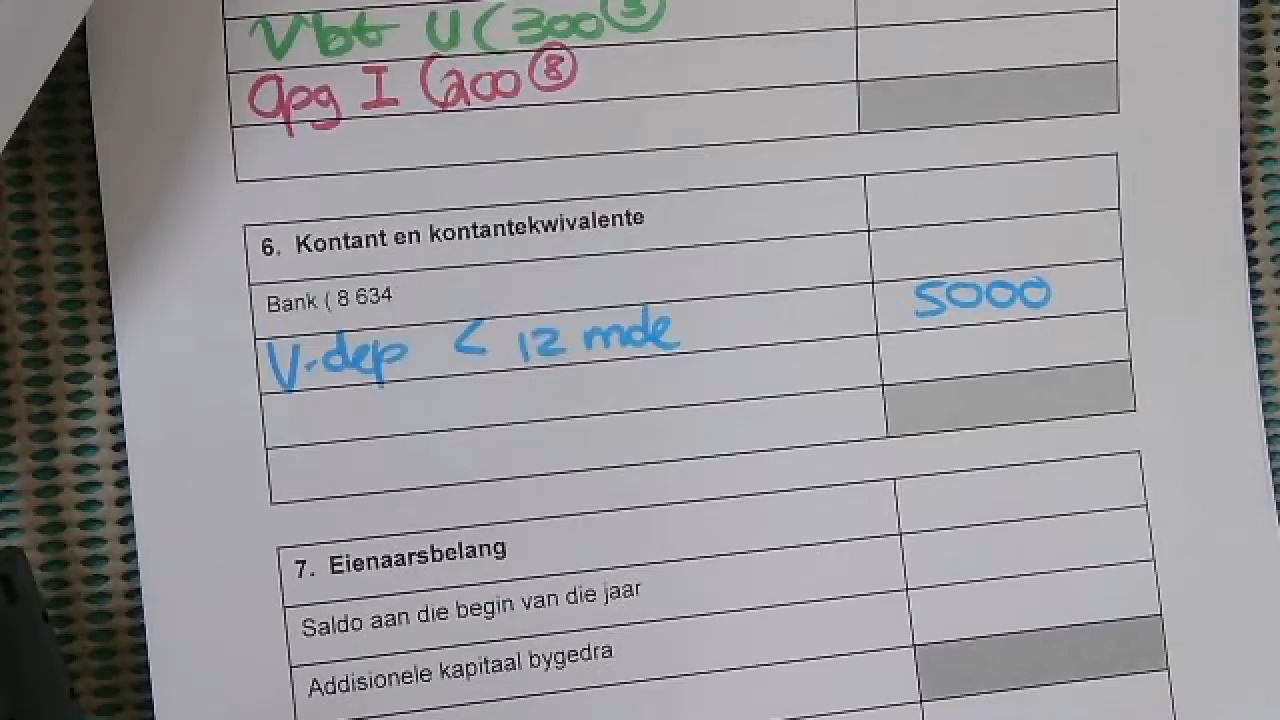 Vbt U (300 ③
Opg I (200 ⑧
6. Kontant en kontantekwivalente
Bank ( 8 634
V.dep < 12 mde 5000
7. Eienaarsbelang
Saldo aan die begin van die jaar
Addisionele kapitaal bygedra